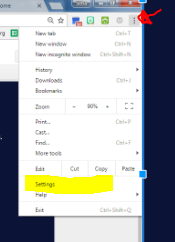 New tab Ctrl+T
New window Ctrl+N
New incognito window Ctrl+Shift+N
History
Downloads Ctrl+J
Bookmarks
Zoom - 90% +
Print... Ctrl+P
Cast...
Find... Ctrl+F
More tools
Edit Cut Copy Paste
Settings
Help
Exit Ctrl+Shift+Q